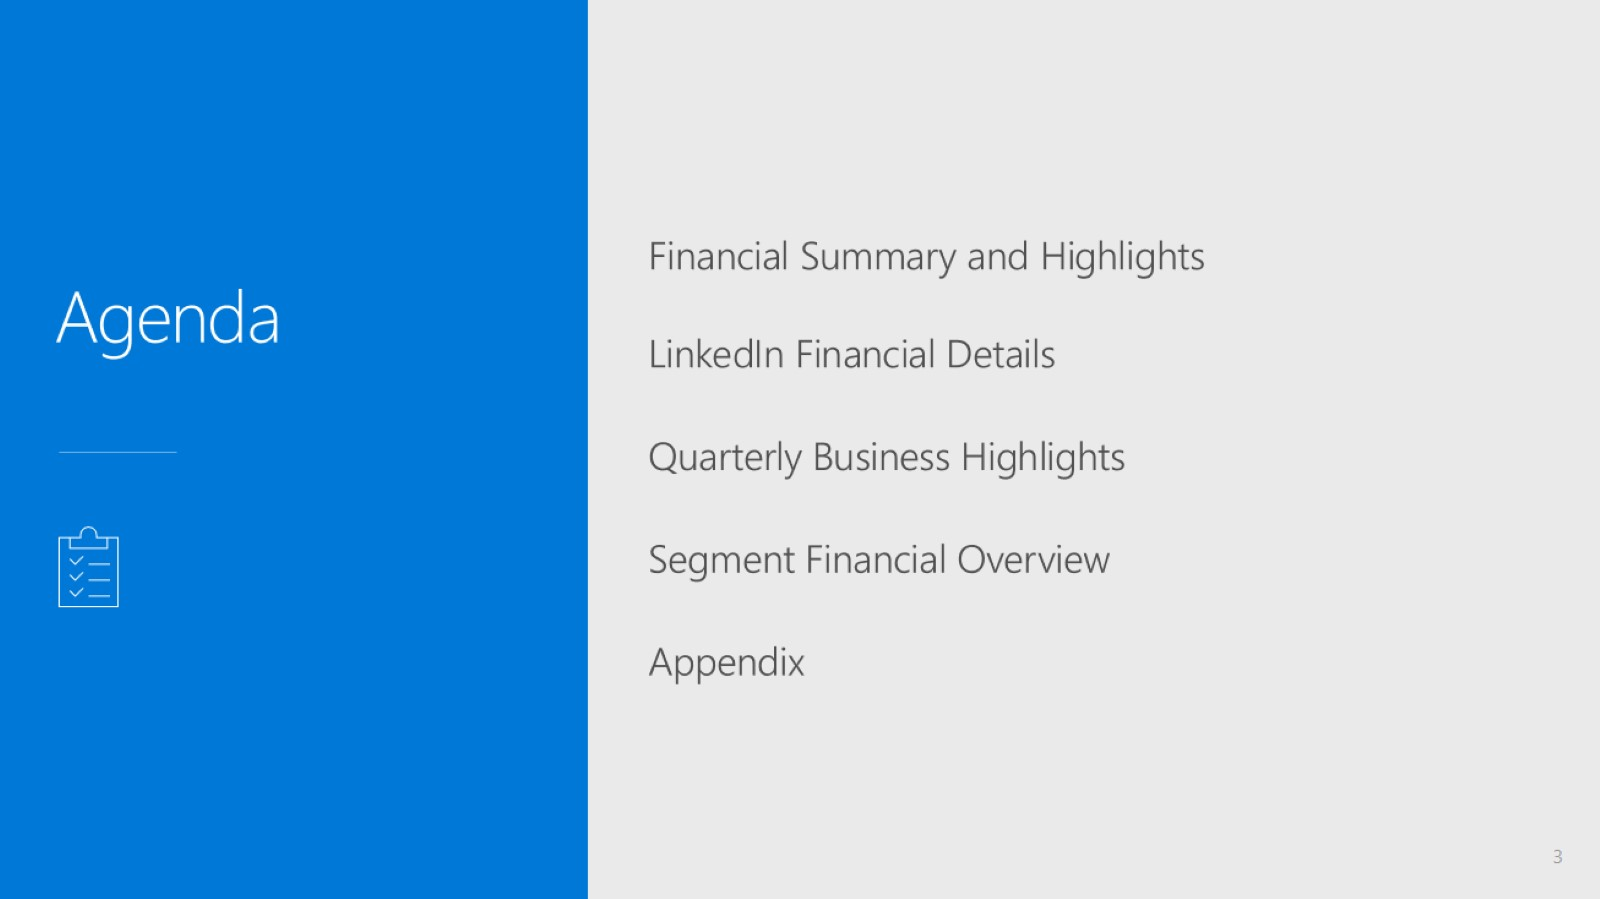 Agenda
Financial Summary and Highlights
LinkedIn Financial Details
Quarterly Business Highlights
Segment Financial Overview
Appendix
3